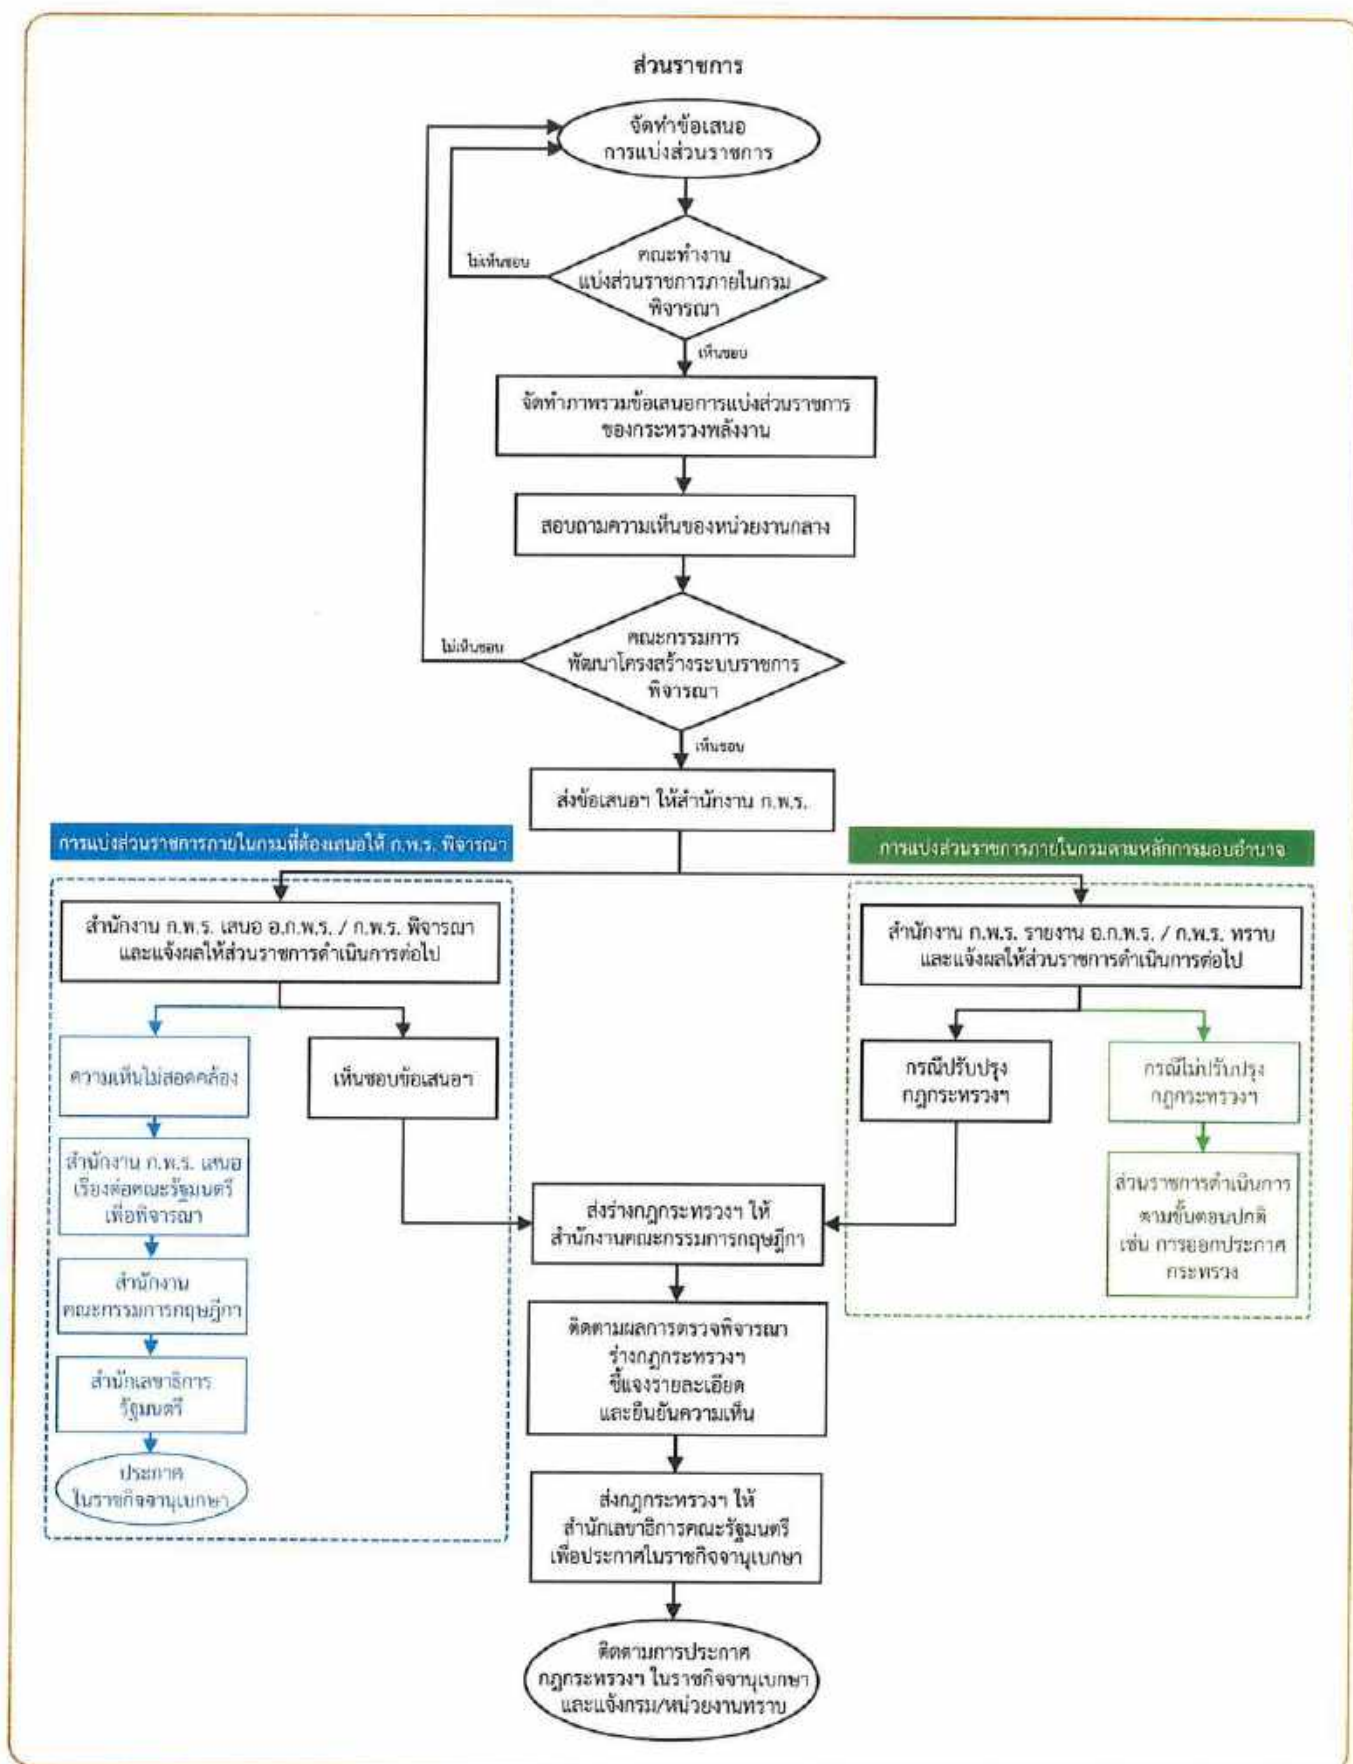 ส่วนราชการ
จัดทำข้อเสนอ
การแบ่งส่วนราชการ
คณะทำงาน
แบ่งส่วนราชการภายในกรม
พิจารณา
ไม่เห็นชอบ
เห็นชอบ
จัดทำภาพรวมข้อเสนอการแบ่งส่วนราชการ
ของกระทรวงพลังงาน
สอบถามความเห็นของหน่วยงานกลาง
คณะกรรมการ
พัฒนาโครงสร้างระบบราชการ
พิจารณา
ไม่เห็นชอบ
เห็นชอบ
ส่งข้อเสนอฯ ให้สำนักงาน ก.พ.ร.
การแบ่งส่วนราชการภายในกรมที่ต้องเสนอให้ ก.พ.ร. พิจารณา
สำนักงาน ก.พ.ร. เสนอ อ.ก.พ.ร. / ก.พ.ร. พิจารณา
และแจ้งผลให้ส่วนราชการดำเนินการต่อไป
ความเห็นไม่สอดคล้อง
เห็นชอบข้อเสนอฯ
สำนักงาน ก.พ.ร. เสนอ
เรื่องต่อคณะรัฐมนตรี
เพื่อพิจารณา
สำนักงาน
คณะกรรมการกฤษฎีกา
สำนักเลขาธิการ
รัฐมนตรี
ประกาศ
ในราชกิจจานุเบกษา
การแบ่งส่วนราชการภายในกรมตามหลักการมอบอำนาจ
สำนักงาน ก.พ.ร. รายงาน อ.ก.พ.ร. / ก.พ.ร. ทราบ
และแจ้งผลให้ส่วนราชการดำเนินการต่อไป
กรณีปรับปรุง
กฎกระทรวงฯ
กรณีไม่ปรับปรุง
กฎกระทรวงฯ
ส่วนราชการดำเนินการ
ตามขั้นตอนปกติ
เช่น การออกประกาศ
กระทรวง
ส่งร่างกฎกระทรวงฯ ให้
สำนักงานคณะกรรมการกฤษฎีกา
ติดตามผลการตรวจพิจารณา
ร่างกฎกระทรวงฯ
ชี้แจงรายละเอียด
และยืนยันความเห็น
ส่งกฎกระทรวงฯ ให้
สำนักเลขาธิการคณะรัฐมนตรี
เพื่อประกาศในราชกิจจานุเบกษา
ติดตามการประกาศ
กฎกระทรวงฯ ในราชกิจจานุเบกษา
และแจ้งกรม/หน่วยงานทราบ